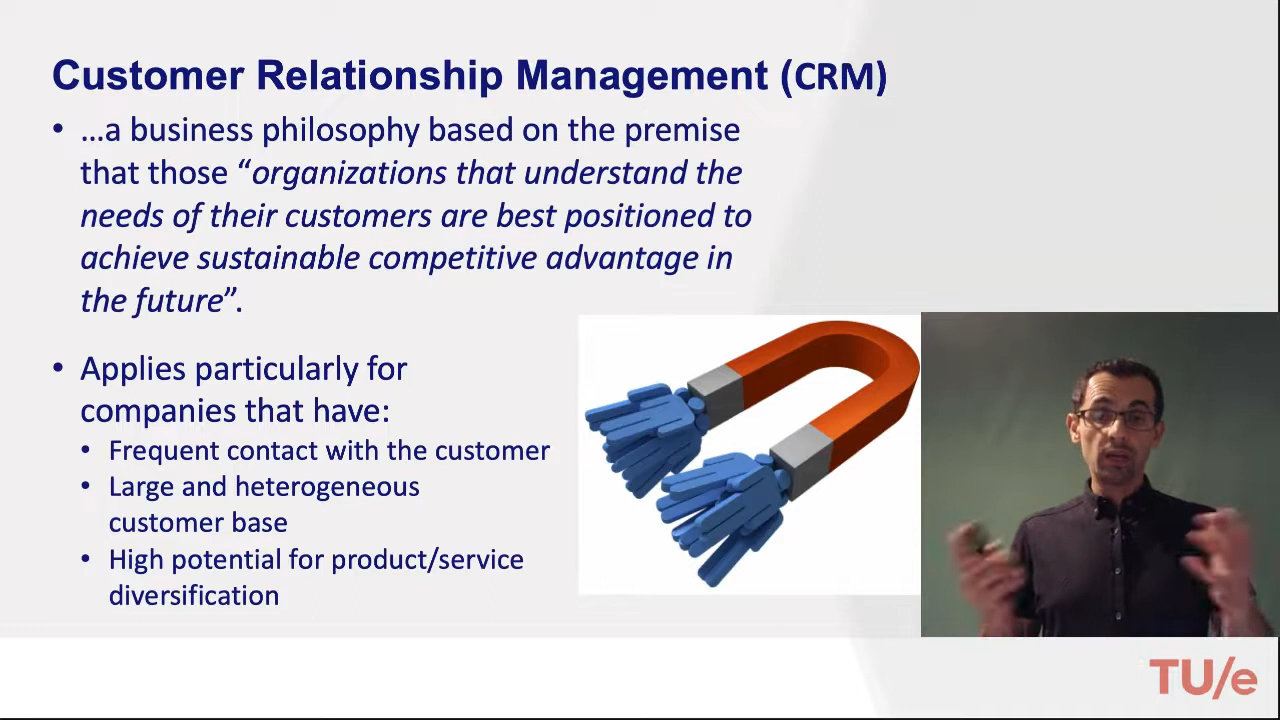 Customer Relationship Management (CRM)
• …a business philosophy based on the premise
that those “organizations that understand the
needs of their customers are best positioned to
achieve sustainable competitive advantage in
the future”.
• Applies particularly for
companies that have:
• Frequent contact with the customer
• Large and heterogeneous
customer base
• High potential for product/service
diversification
TU/e